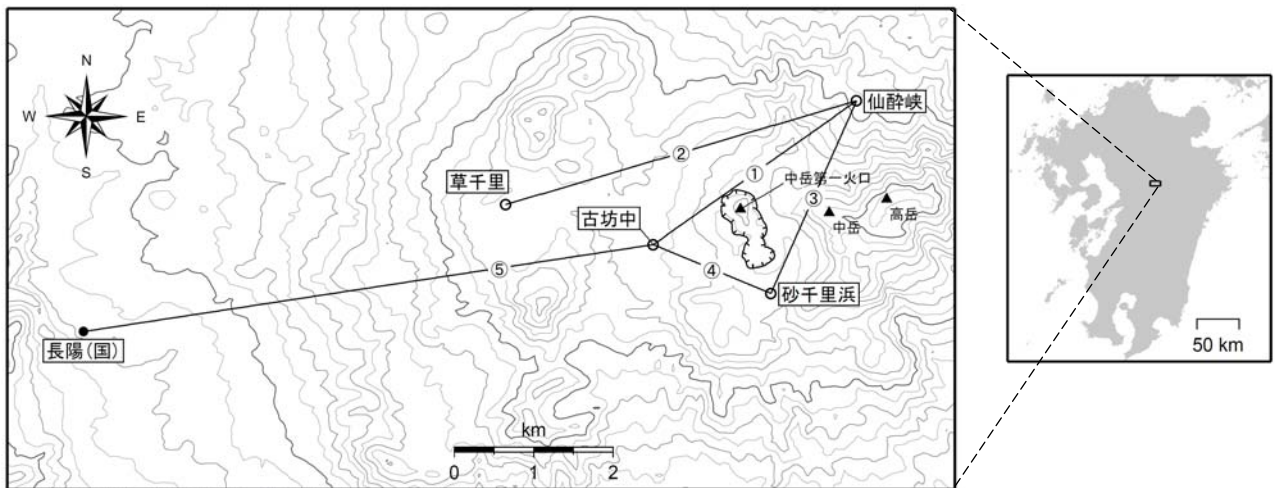 N
W E
S
仙酔峡
②
①
草千里
中岳第一火口
③
高岳
古坊中
中岳
⑤
④
砂千里浜
長陽(国)
km
0 1 2
50 km